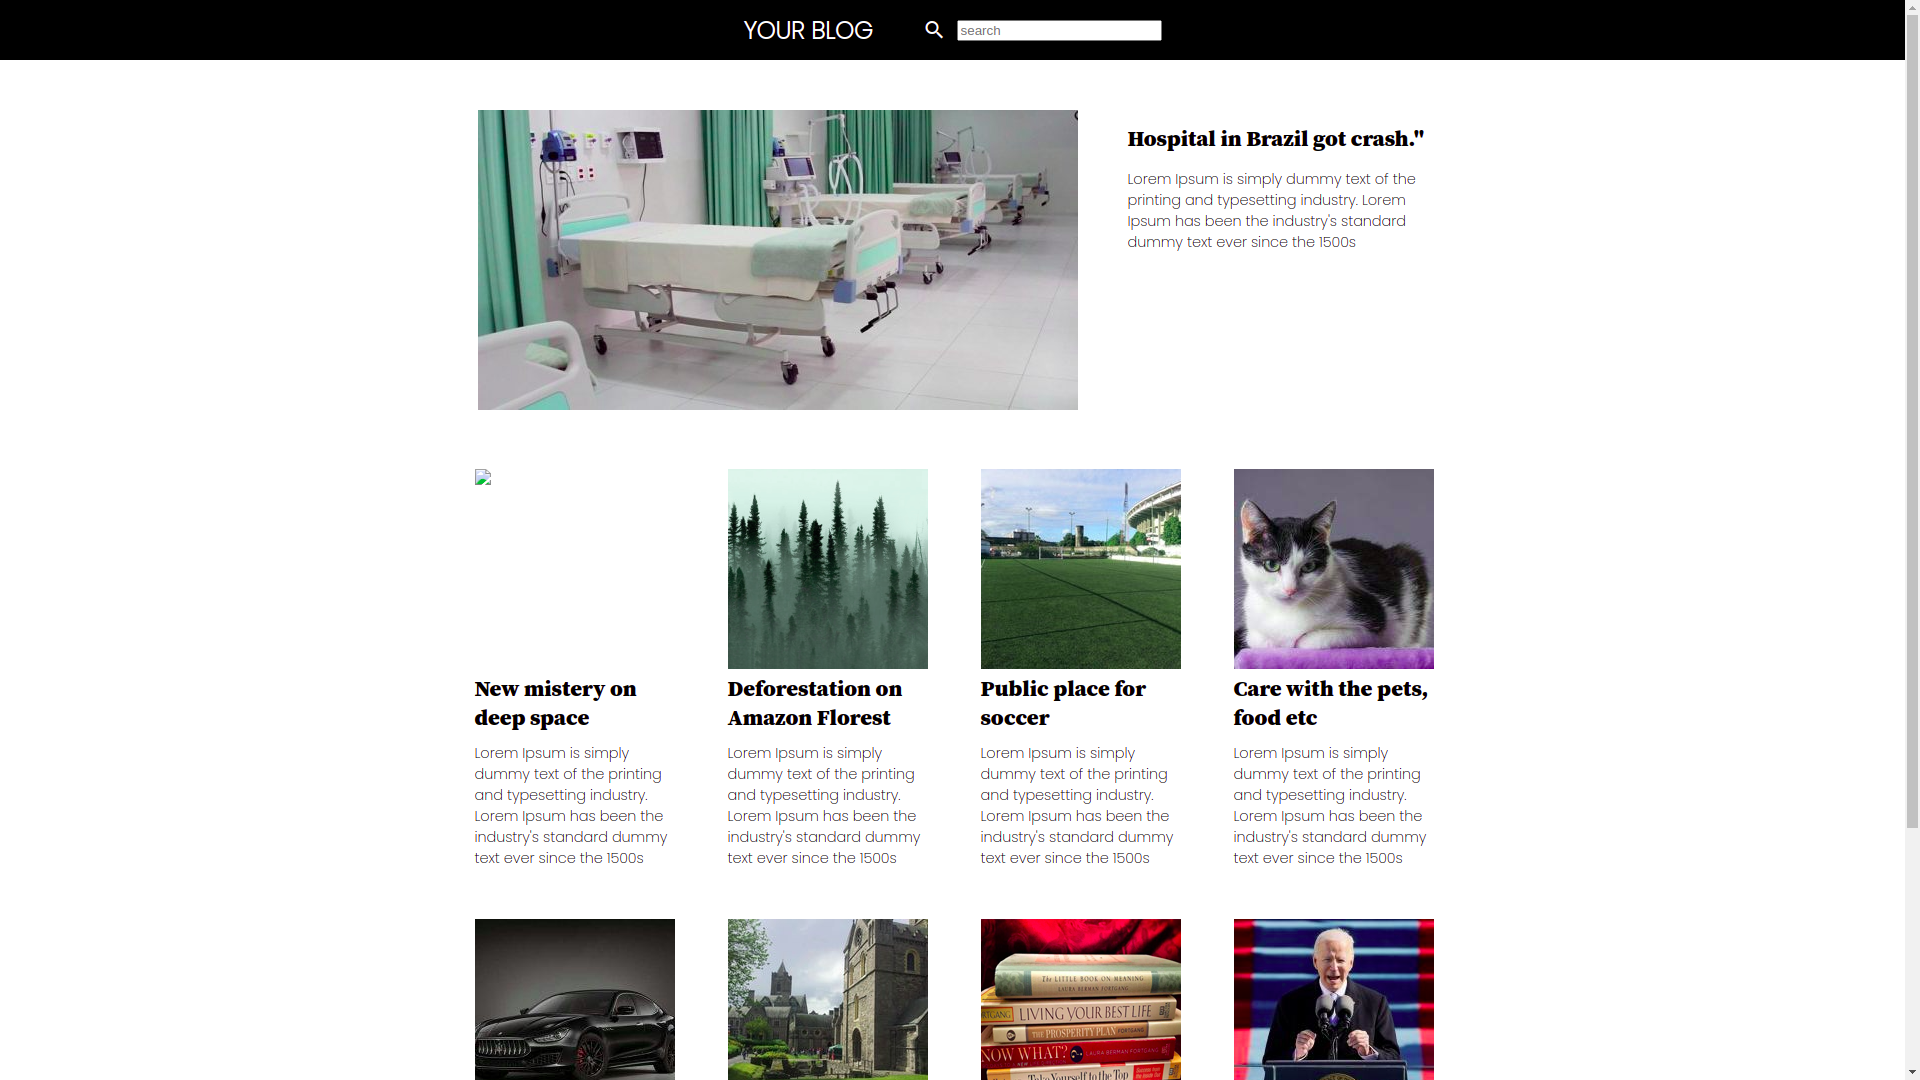 YOUR BLOG
search
Hospital in Brazil got crash."
Lorem Ipsum is simply dummy text of the
printing and typesetting industry. Lorem
Ipsum has been the industry's standard
dummy text ever since the 1500s
New mistery on
deep space
Lorem Ipsum is simply
dummy text of the printing
and typesetting industry.
Lorem Ipsum has been the
industry's standard dummy
text ever since the 1500s
Deforestation on
Amazon Florest
Lorem Ipsum is simply
dummy text of the printing
and typesetting industry.
Lorem Ipsum has been the
industry's standard dummy
text ever since the 1500s
Public place for
soccer
Lorem Ipsum is simply
dummy text of the printing
and typesetting industry.
Lorem Ipsum has been the
industry's standard dummy
text ever since the 1500s
Care with the pets,
food etc
Lorem Ipsum is simply
dummy text of the printing
and typesetting industry.
Lorem Ipsum has been the
industry's standard dummy
text ever since the 1500s
The LITTLE BOOK ON MEANING
LAURA BERMAN FORTGANG
LIVING YOUR BEST LIFE
THE PROSPERITY PLAN FORTGANG
NOW WHAT? LAURA BERMAN FORTGANG
Take Yourself to the Top